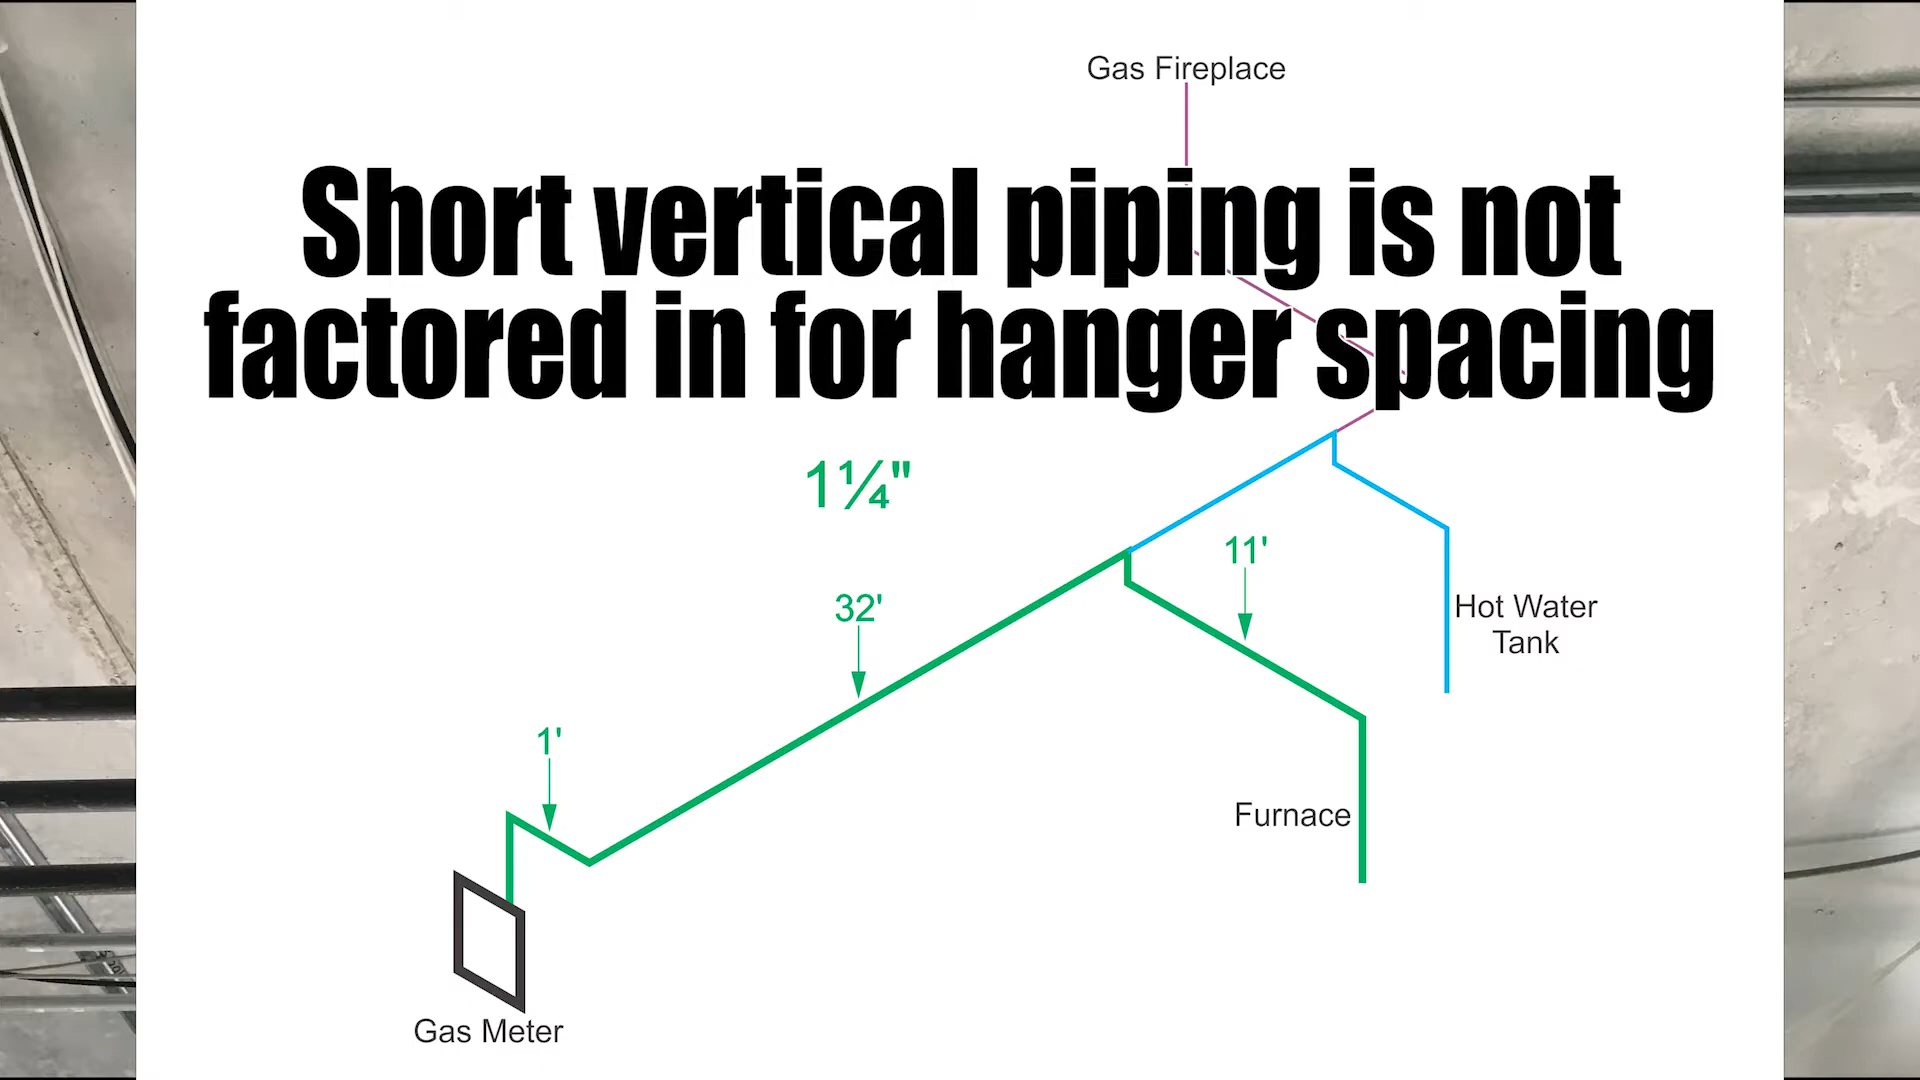 Gas Fireplace
Short vertical piping is not
factored in for hanger spacing
1¼"
11'
32'
Hot Water
Tank
1'
Furnace
Gas Meter